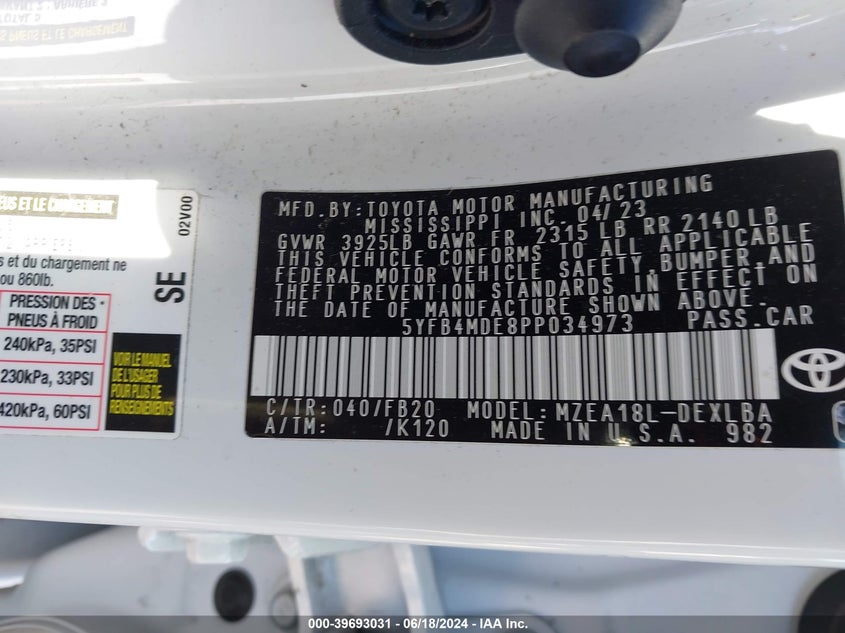 EUS ET LE CHARGEMENT
s et du chargement ne
ou 860lb.
PRESSION DES
PNEUS À FROID
240kPa, 35PSI
230kPa, 33PSI
420kPa, 60PSI
VOIR LE MANUEL
DE L'USAGER
POUR PLUS DE
RENSEIGNEMENTS
02V00
SE
MFD.BY:TOYOTA MOTOR MANUFACTURING
MISSISSIPPI INC. 04/23
GVWR 3925LB GAWR FR 2315 LB RR 2140 LB
THIS VEHICLE CONFORMS TO ALL APPLICABLE
FEDERAL MOTOR VEHICLE SAFETY,BUMPER,AND
THEFT PREVENTION STANDARDS IN EFFECT ON
THE DATE OF MANUFACTURE SHOWN ABOVE.
5YFB4MDE8PP034973 PASS.CAR
C/TR:040/FB20 MODEL:MZEA18L-DEXLBA
A/TM: /K120 MADE IN U.S.A. 982
000-39693031 - 06/18/2024 - IAA Inc.